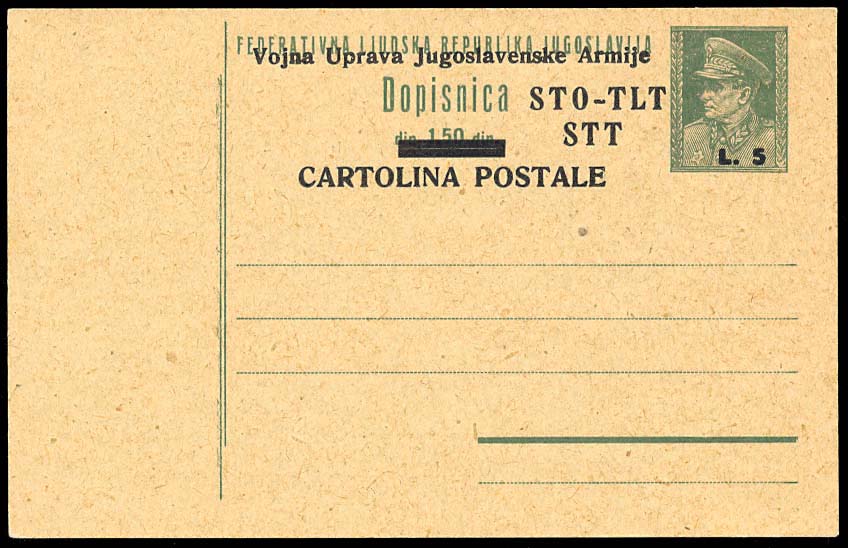 FEDERATIVNA LJUDSKA REPUBLIKA JUGOSLAVIJA
Vojna Uprava Jugoslavenske Armije
Dopisnica STO-TLT
din 1.50 din STT
CARTOLINA POSTALE
L. 5